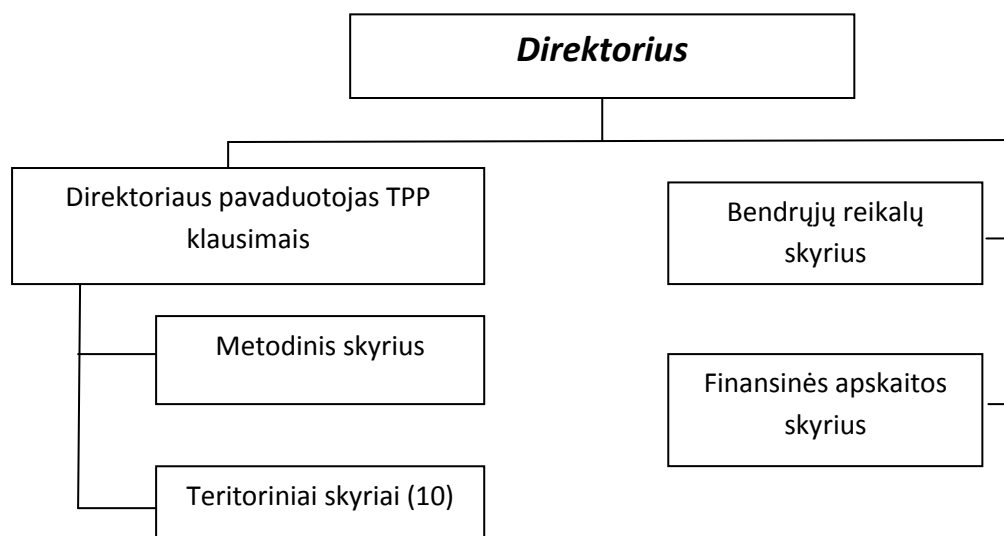 Direktorius
Direktoriaus pavaduotojas TPP
klausimais
Bendrųjų reikalų
skyrius
Metodinis skyrius
Finansinės apskaitos
skyrius
Teritoriniai skyriai (10)